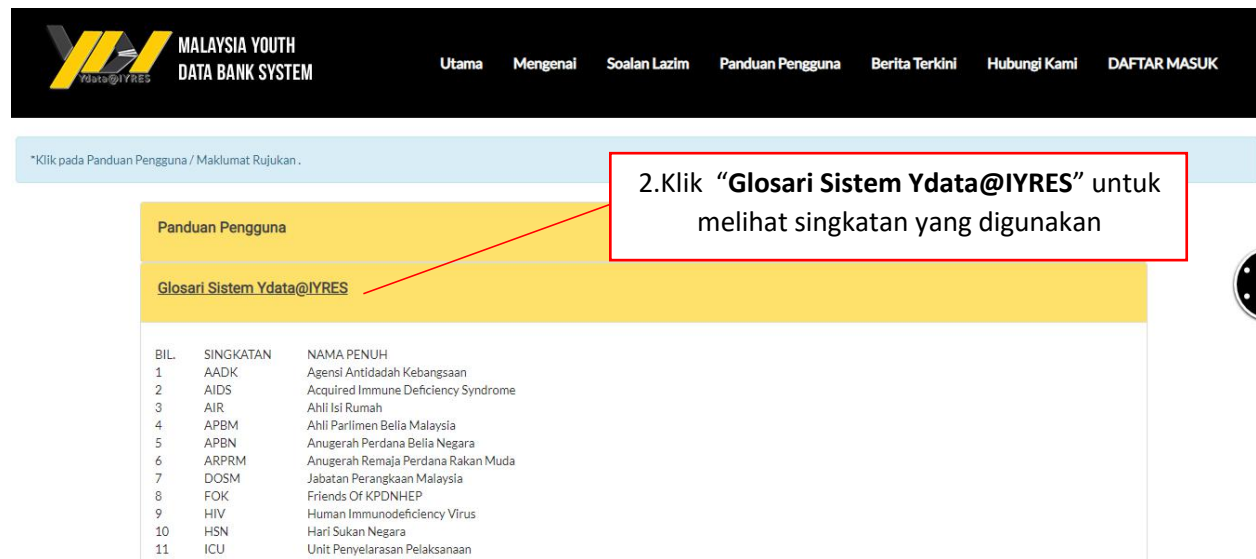 MALAYSIA YOUTH
DATA BANK SYSTEM
Ydata@IYRES
Utama Mengenai Soalan Lazim Panduan Pengguna Berita Terkini Hubungi Kami DAFTAR MASUK
*Klik pada Panduan Pengguna / Maklumat Rujukan .
2.Klik “Glosari Sistem Ydata@IYRES” untuk
melihat singkatan yang digunakan
Panduan Pengguna
Glosari Sistem Ydata@IYRES
BIL. SINGKATAN NAMA PENUH
1 AADK Agensi Antidadah Kebangsaan
2 AIDS Acquired Immune Deficiency Syndrome
3 AIR Ahli Isi Rumah
4 APBM Ahli Parlimen Belia Malaysia
5 APBN Anugerah Perdana Belia Negara
6 ARPRM Anugerah Remaja Perdana Rakan Muda
7 DOSM Jabatan Perangkaan Malaysia
8 FOK Friends Of KPDNHEP
9 HIV Human Immunodeficiency Virus
10 HSN Hari Sukan Negara
11 ICU Unit Penyelarasan Pelaksanaan